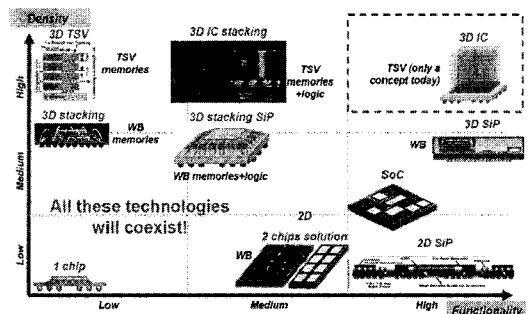 Density
3D TSV
TSV
memories
3D IC stacking
TSV
memories
+logic
3D IC
TSV (only a
concept today)
High
3D stacking
WB
memories
3D stacking SiP
WB memories+logic
3D SiP
WB
Medium
SoC
All these technologies
will coexist!
2D
2 chips solution
WB
2D SiP
Low
1 chip
Low
Medium
High
Functionality